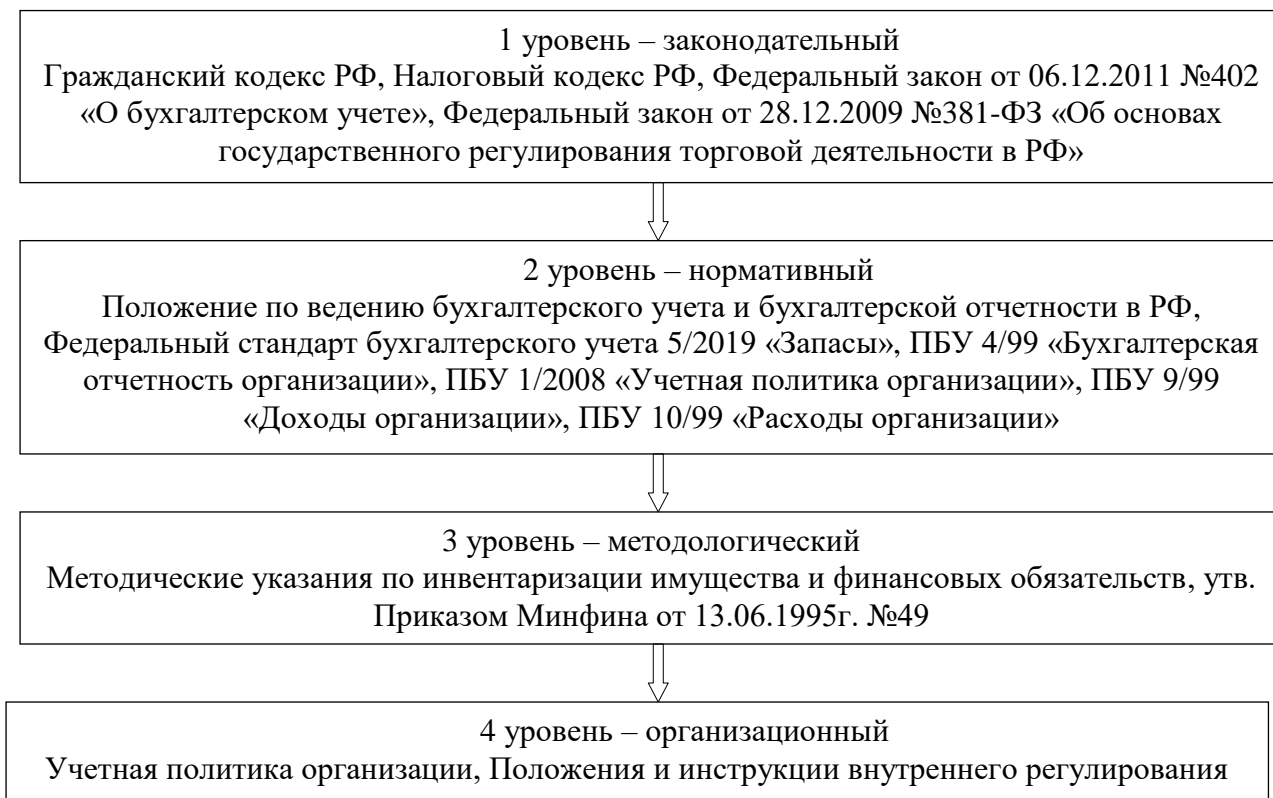 1 уровень – законодательный
Гражданский кодекс РФ, Налоговый кодекс РФ, Федеральный закон от 06.12.2011 №402
«О бухгалтерском учете», Федеральный закон от 28.12.2009 №381-ФЗ «Об основах
государственного регулирования торговой деятельности в РФ»
2 уровень – нормативный
Положение по ведению бухгалтерского учета и бухгалтерской отчетности в РФ,
Федеральный стандарт бухгалтерского учета 5/2019 «Запасы», ПБУ 4/99 «Бухгалтерская
отчетность организации», ПБУ 1/2008 «Учетная политика организации», ПБУ 9/99
«Доходы организации», ПБУ 10/99 «Расходы организации»
3 уровень – методологический
Методические указания по инвентаризации имущества и финансовых обязательств, утв.
Приказом Минфина от 13.06.1995г. №49
4 уровень – организационный
Учетная политика организации, Положения и инструкции внутреннего регулирования